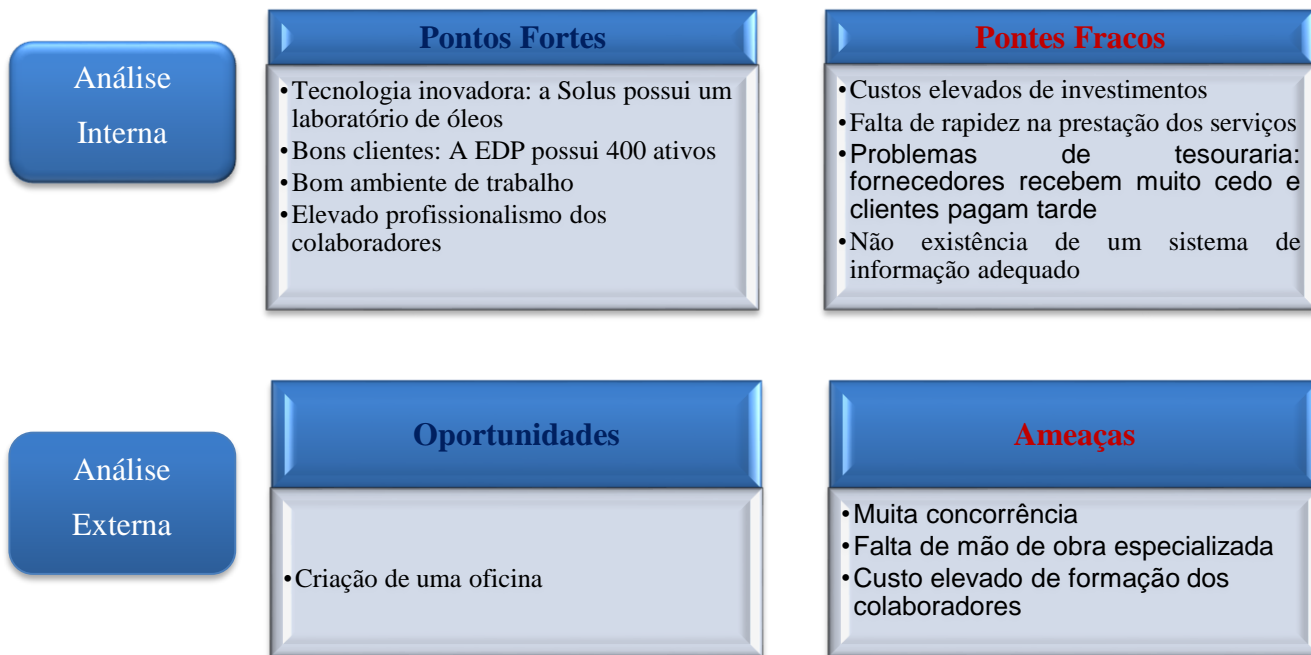 Análise
Interna
Pontos Fortes
•Tecnologia inovadora: a Solus possui um
laboratório de óleos
•Bons clientes: A EDP possui 400 ativos
•Bom ambiente de trabalho
•Elevado profissionalismo dos
colaboradores
Pontes Fracos
•Custos elevados de investimentos
•Falta de rapidez na prestação dos serviços
•Problemas de tesouraria:
fornecedores recebem muito cedo e
clientes pagam tarde
•Não existência de um sistema de
informação adequado
Análise
Externa
Oportunidades
•Criação de uma oficina
Ameaças
•Muita concorrência
•Falta de mão de obra especializada
•Custo elevado de formação dos
colaboradores